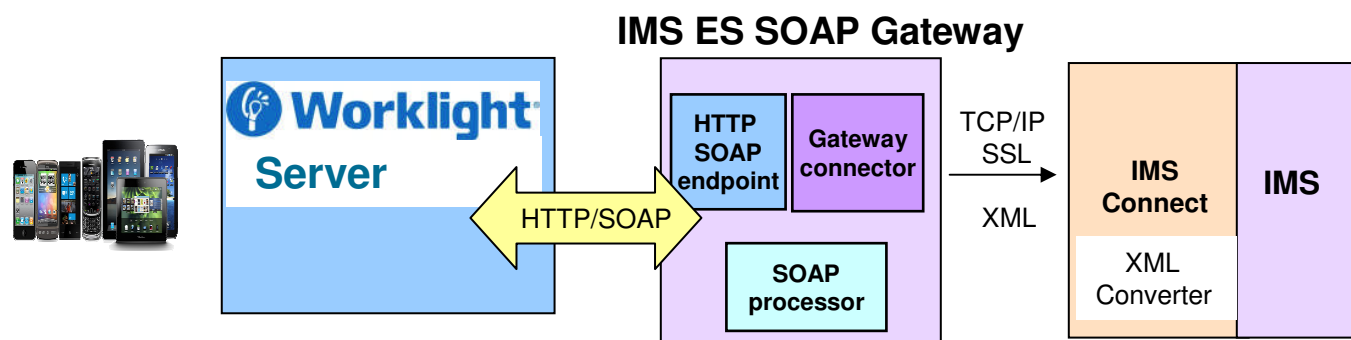 IMS ES SOAP Gateway
Worklight
Server
HTTP/SOAP
HTTP
SOAP
endpoint
Gateway
connector
SOAP
processor
TCP/IP
SSL
XML
IMS
Connect
XML
Converter
IMS